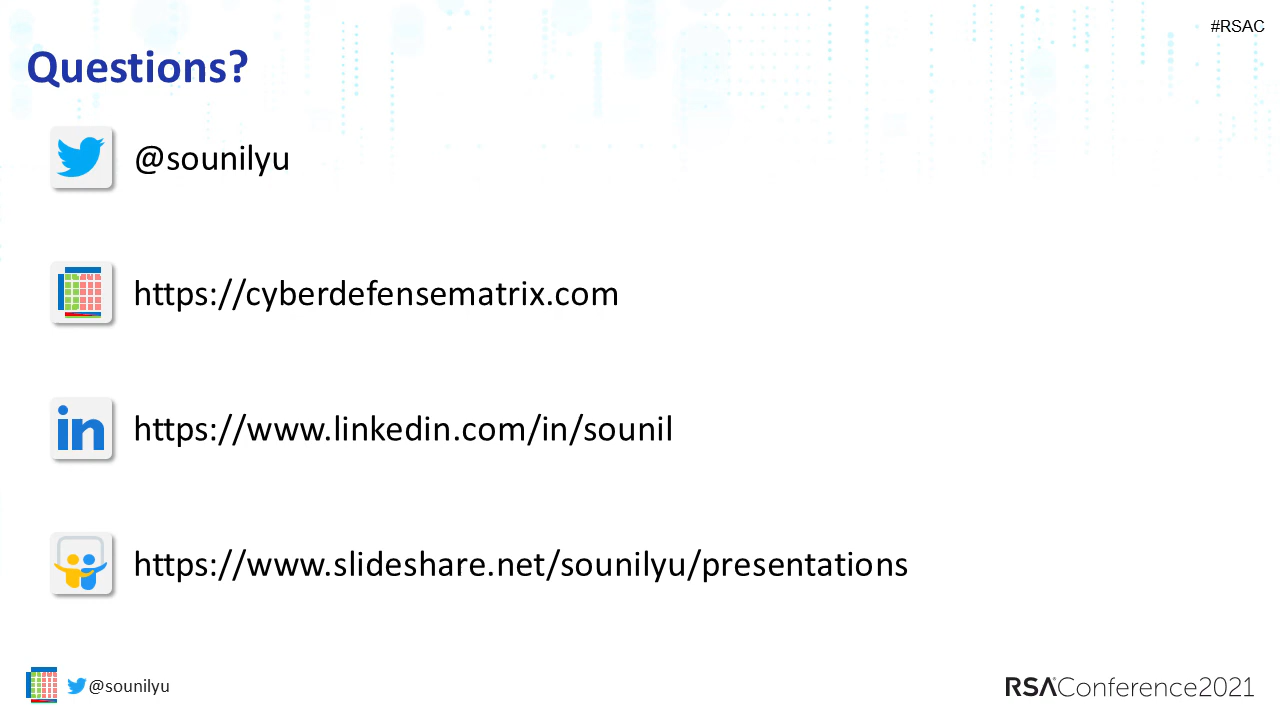 #RSAC
Questions?
@sounilyu
https://cyberdefensematrix.com
in
https://www.linkedin.com/in/sounil
https://www.slideshare.net/sounilyu/presentations
@sounilyu
RSAConference2021